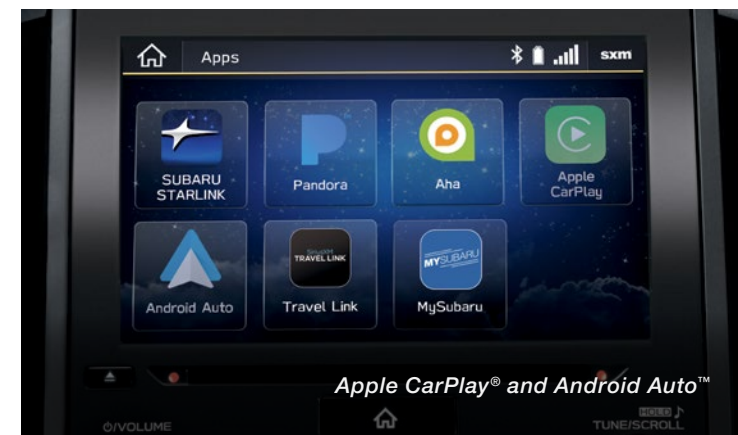 Apps
sxm
SUBARU
STARLINK
Pandora
Aha
Apple
CarPlay
Android Auto
SiriusXM
TRAVEL LINK
Travel Link
MYSUBARU
MySubaru
Apple CarPlay® and Android Auto™
⏻/VOLUME
HOLD ♪
TUNE/SCROLL